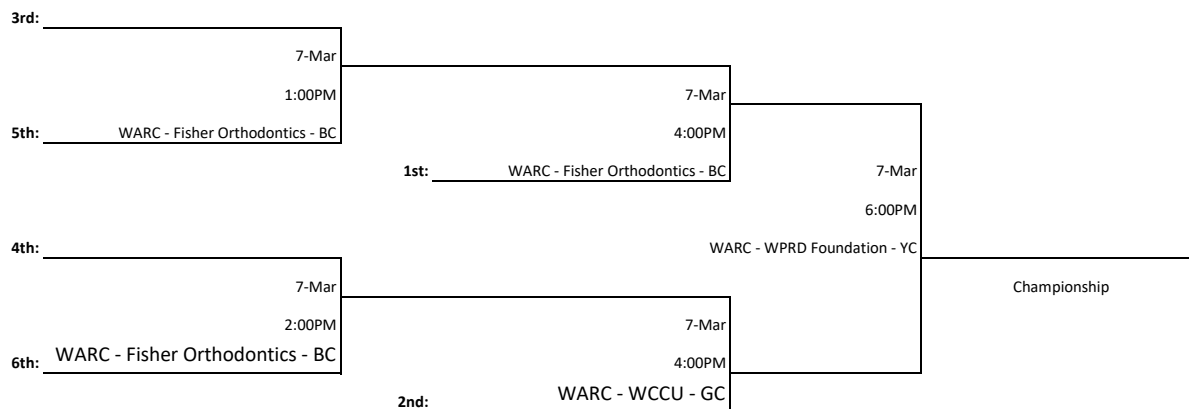 3rd:
7-Mar
1:00PM
7-Mar
5th: WARC - Fisher Orthodontics - BC
4:00PM
1st: WARC - Fisher Orthodontics - BC
7-Mar
6:00PM
4th:
WARC - WPRD Foundation - YC
7-Mar
Championship
2:00PM
7-Mar
6th: WARC - Fisher Orthodontics - BC
4:00PM
2nd: WARC - WCCU - GC